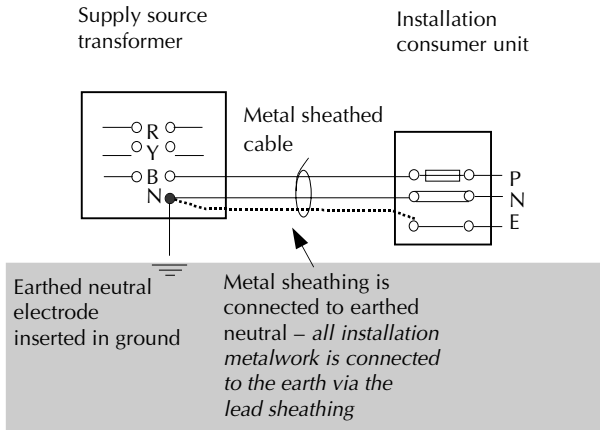 Supply source
transformer
Installation
consumer unit
Metal sheathed
cable
R
Y
B
N
P
N
E
Earthed neutral
electrode
inserted in ground
Metal sheathing is
connected to earthed
neutral – all installation
metalwork is connected
to the earth via the
lead sheathing